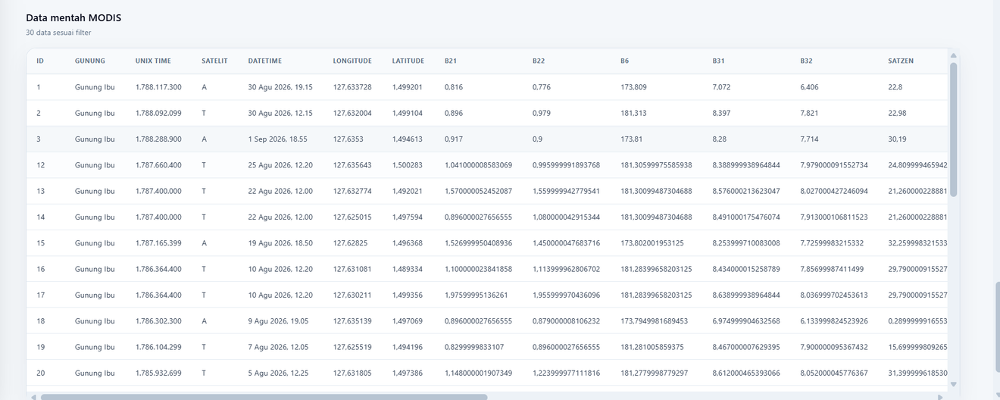 Data mentah MODIS
30 data sesuai filter
ID GUNUNG UNIX TIME SATELIT DATETIME LONGITUDE LATITUDE B21 B22 B6 B31 B32 SATZEN
1 Gunung Ibu 1.788.117.300 A 30 Agu 2026, 19.15 127,633728 1,499201 0,816 0,776 173,809 7,072 6,406 22,8
2 Gunung Ibu 1.788.092.099 T 30 Agu 2026, 12.15 127,632004 1,499104 0,896 0,979 181,313 8,397 7,821 22,98
3 Gunung Ibu 1.788.288.900 A 1 Sep 2026, 18.55 127,6353 1,494613 0,917 0,9 173,81 8,28 7,714 30,19
12 Gunung Ibu 1.787.660.400 T 25 Agu 2026, 12.20 127,635643 1,500283 1,041000008583069 0,995999991893768 181,30599975585938 8,388999938964844 7,979000091552734 24,809999465942
13 Gunung Ibu 1.787.400.000 T 22 Agu 2026, 12.00 127,632774 1,492021 1,570000052452087 1,559999942779541 181,30099487304688 8,576000213623047 8,027000427246094 21,260000228881
14 Gunung Ibu 1.787.400.000 T 22 Agu 2026, 12.00 127,625015 1,497594 0,896000027656555 1,080000042915344 181,30099487304688 8,491000175476074 7,913000106811523 21,260000228881
15 Gunung Ibu 1.787.165.399 A 19 Agu 2026, 18.50 127,62825 1,496368 1,526999950408936 1,450000047683716 173,802001953125 8,253999710083008 7,72599983215332 32,259998321533
16 Gunung Ibu 1.786.364.400 T 10 Agu 2026, 12.20 127,631081 1,489334 1,100000023841858 1,113999962806702 181,28399658203125 8,434000015258789 7,85699987411499 29,790000915527
17 Gunung Ibu 1.786.364.400 T 10 Agu 2026, 12.20 127,630211 1,499356 1,97599995136261 1,955999970436096 181,28399658203125 8,638999938964844 8,036999702453613 29,790000915527
18 Gunung Ibu 1.786.302.300 A 9 Agu 2026, 19.05 127,635139 1,497069 0,896000027656555 0,879000008106232 173,7949981689453 6,974999904632568 6,133999824523926 0,2899999916553
19 Gunung Ibu 1.786.104.299 T 7 Agu 2026, 12.05 127,625519 1,494196 0,8299999833107 0,896000027656555 181,281005859375 8,467000007629395 7,900000095367432 15,699999809265
20 Gunung Ibu 1.785.932.699 T 5 Agu 2026, 12.25 127,631805 1,497386 1,148000001907349 1,223999977111816 181,2779998779297 8,612000465393066 8,052000045776367 31,399999618530